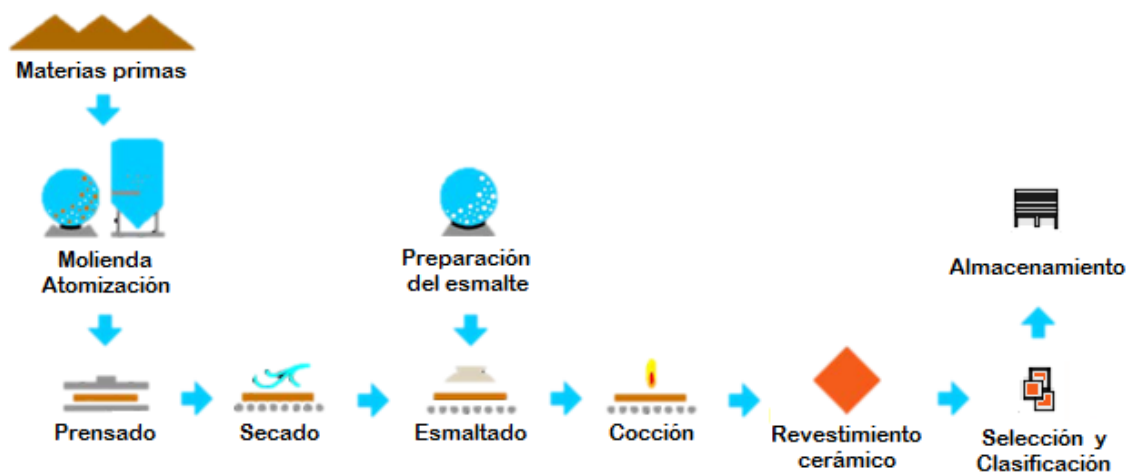 Materias primas
Molienda
Atomización
Preparación
del esmalte
Almacenamiento
Prensado
Secado
Esmaltado
Cocción
Revestimiento
cerámico
Selección y
Clasificación